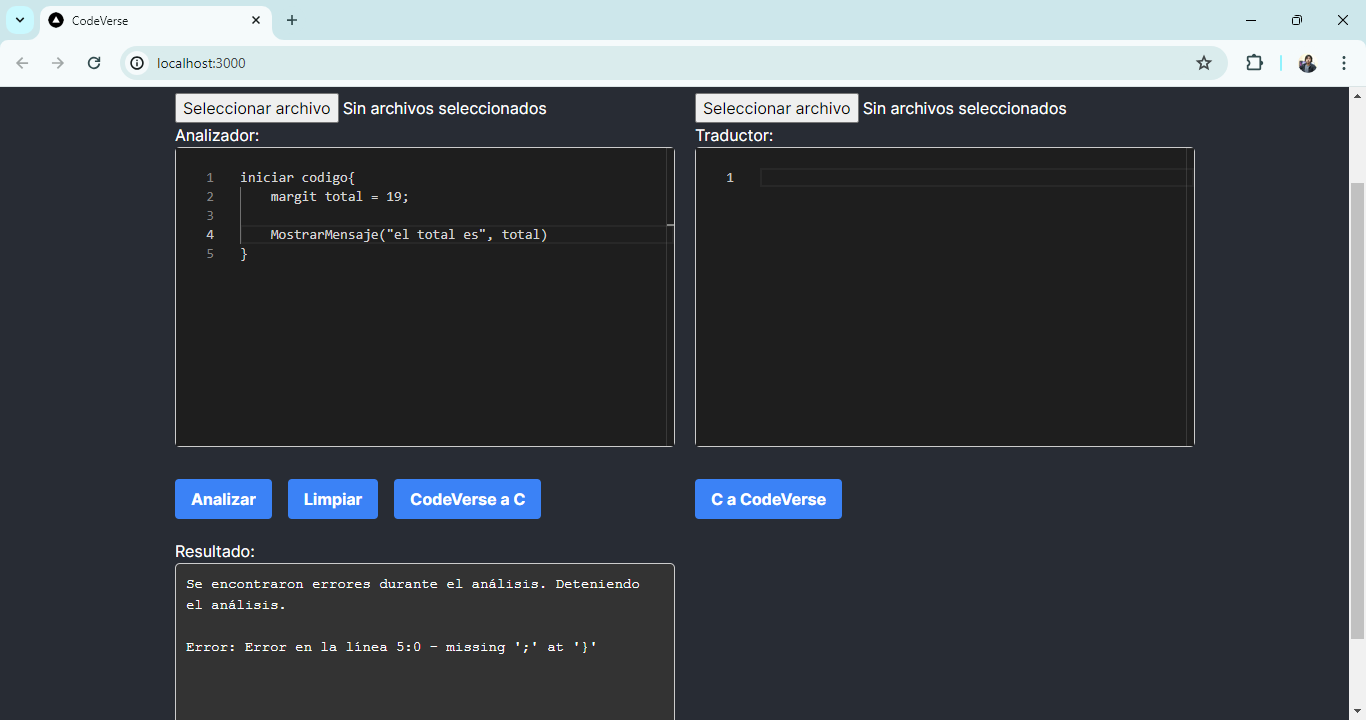 CodeVerse
localhost:3000
Seleccionar archivo Sin archivos seleccionados
Analizador:
1 iniciar codigo{
2 margit total = 19;
3
4 MostrarMensaje("el total es", total)
5 }
Seleccionar archivo Sin archivos seleccionados
Traductor:
1
Analizar
Limpiar
CodeVerse a C
C a CodeVerse
Resultado:
Se encontraron errores durante el análisis. Deteniendo
el análisis.
Error: Error en la línea 5:0 - missing ';' at '}'